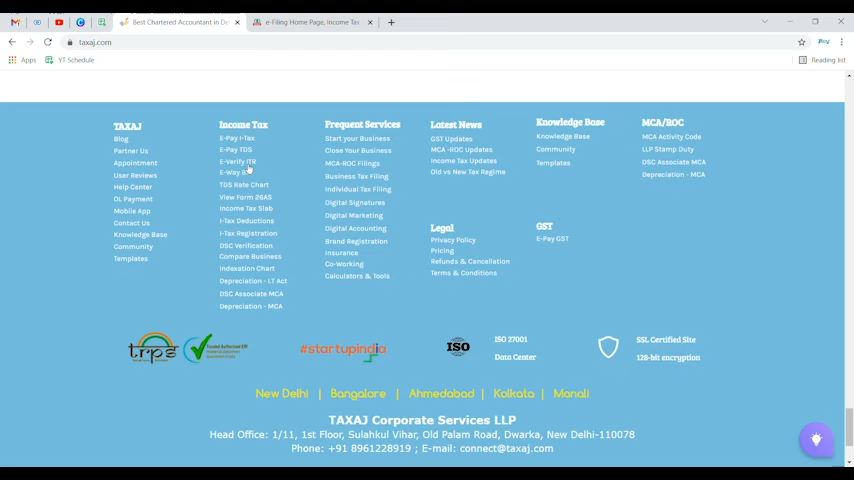 Best Chartered Accountant in De
e-Filing Home Page, Income Tax
taxaj.com
Apps
YT Schedule
Reading list
TAXAJ
Blog
Partner Us
Appointment
User Reviews
Help Center
OL Payment
Mobile App
Contact Us
Knowledge Base
Community
Templates
Income Tax
E-Pay I-Tax
E-Pay TDS
E-Verify ITR
E-Way
TDS Rate Chart
View Form 26AS
Income Tax Slab
I-Tax Deductions
I-Tax Registration
DSC Verification
Compare Business
Indexation Chart
Depreciation - I.T Act
DSC Associate MCA
Depreciation - MCA
Frequent Services
Start your Business
Close Your Business
MCA-ROC Filings
Business Tax Filing
Individual Tax Filing
Digital Signatures
Digital Marketing
Digital Accounting
Brand Registration
Insurance
Co-Working
Calculators & Tools
Latest News
GST Updates
MCA -ROC Updates
Income Tax Updates
Old vs New Tax Regime
Legal
Privacy Policy
Pricing
Refunds & Cancellation
Terms & Conditions
Knowledge Base
Knowledge Base
Community
Templates
GST
E-Pay GST
MCA/ROC
MCA Activity Code
LLP Stamp Duty
DSC Associate MCA
Depreciation - MCA
trps
#startupindia
ISO
ISO 27001
Data Center
SSL Certified Site
128-bit encryption
New Delhi | Bangalore | Ahmedabad | Kolkata | Manali
TAXAJ Corporate Services LLP
Head Office: 1/11, 1st Floor, Sulahkul Vihar, Old Palam Road, Dwarka, New Delhi-110078
Phone: +91 8961228919 ; E-mail: connect@taxaj.com